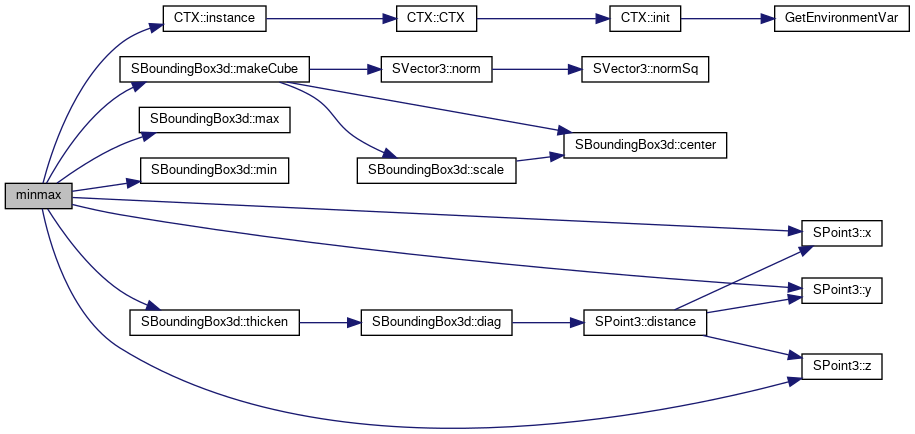 CTX::instance
CTX::CTX
CTX::init
GetEnvironmentVar
SBoundingBox3d::makeCube
SVector3::norm
SVector3::normSq
SBoundingBox3d::max
SBoundingBox3d::center
SBoundingBox3d::min
SBoundingBox3d::scale
minmax
SPoint3::x
SPoint3::y
SBoundingBox3d::thicken
SBoundingBox3d::diag
SPoint3::distance
SPoint3::z